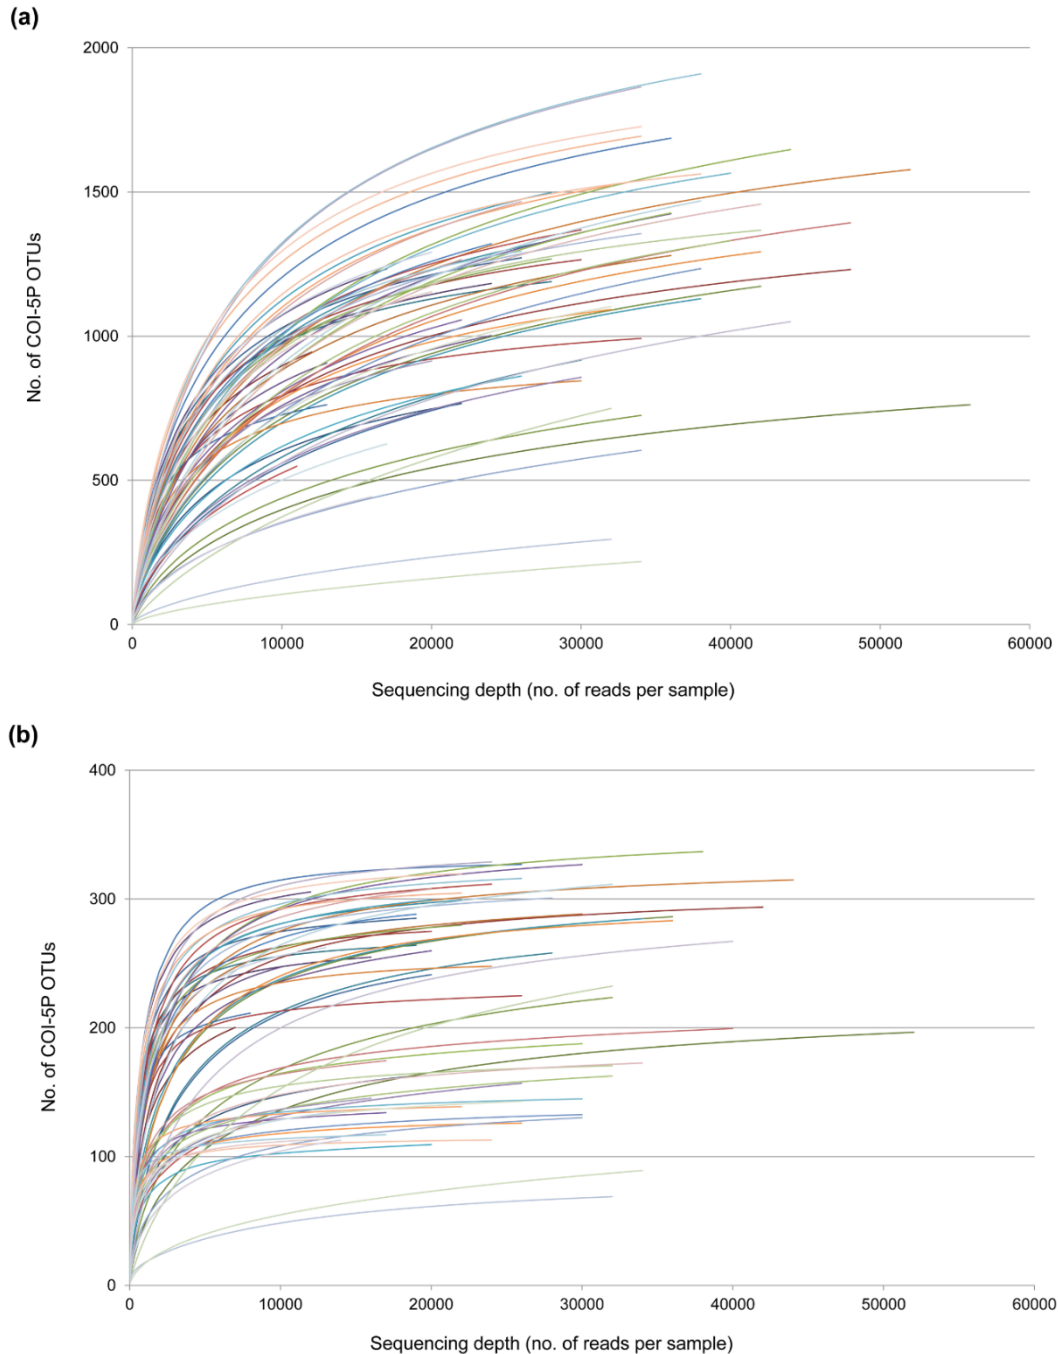 (a)
2000
1500
1000
500
0
No. of COI-5P OTUs
0 10000 20000 30000 40000 50000 60000
Sequencing depth (no. of reads per sample)
(b)
400
300
200
100
0
No. of COI-5P OTUs
0 10000 20000 30000 40000 50000 60000
Sequencing depth (no. of reads per sample)